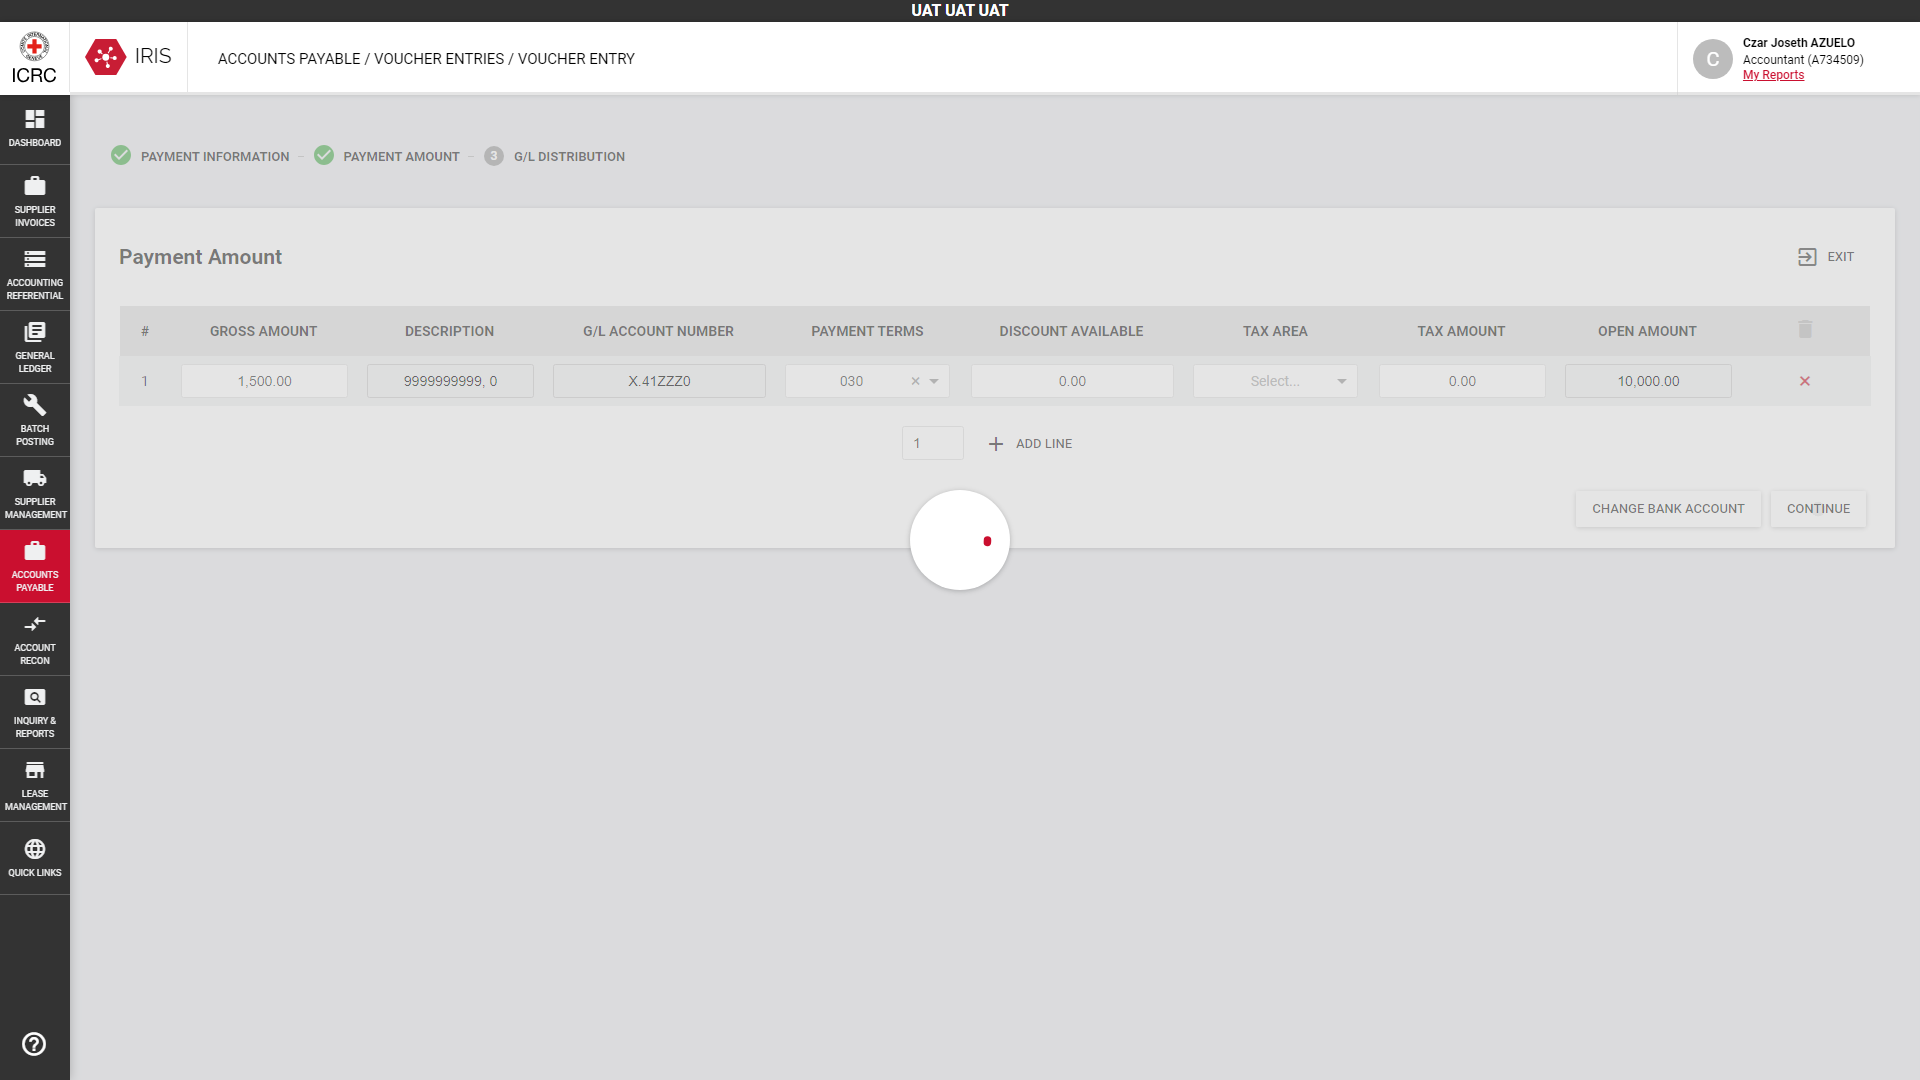 UAT UAT UAT
ICRC
IRIS
ACCOUNTS PAYABLE / VOUCHER ENTRIES / VOUCHER ENTRY
C
Czar Joseth AZUELO
Accountant (A734509)
My Reports
DASHBOARD
SUPPLIER
INVOICES
ACCOUNTING
REFERENTIAL
GENERAL
LEDGER
BATCH
POSTING
SUPPLIER
MANAGEMENT
ACCOUNTS
PAYABLE
ACCOUNT
RECON
INQUIRY &
REPORTS
LEASE
MANAGEMENT
QUICK LINKS
PAYMENT INFORMATION
PAYMENT AMOUNT
3 G/L DISTRIBUTION
Payment Amount
EXIT
# GROSS AMOUNT DESCRIPTION G/L ACCOUNT NUMBER PAYMENT TERMS DISCOUNT AVAILABLE TAX AREA TAX AMOUNT OPEN AMOUNT
1 1,500.00 9999999999, 0 X.41ZZZ0 030 0.00 Select... 0.00 10,000.00
1 ADD LINE
CHANGE BANK ACCOUNT CONTINUE